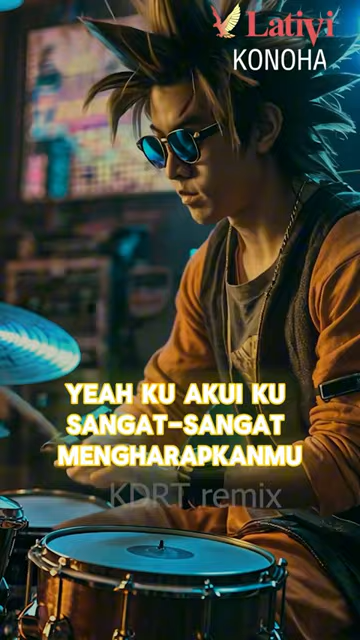 Lativi
KONOHA
YEAH KU AKUI KU
SANGAT-SANGAT
MENGHARAPKANMU
KDRT remix